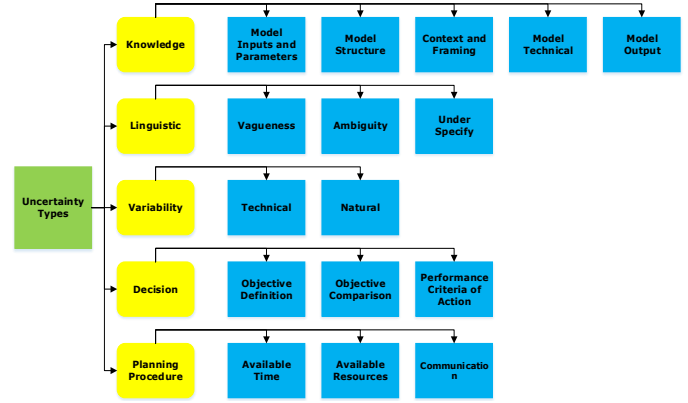 Knowledge
Model
Inputs and
Parameters
Model
Structure
Context and
Framing
Model
Technical
Model
Output
Linguistic
Vagueness
Ambiguity
Under
Specify
Uncertainty
Types
Variability
Technical
Natural
Decision
Objective
Definition
Objective
Comparison
Performance
Criteria of
Action
Planning
Procedure
Available
Time
Available
Resources
Communicatio
n